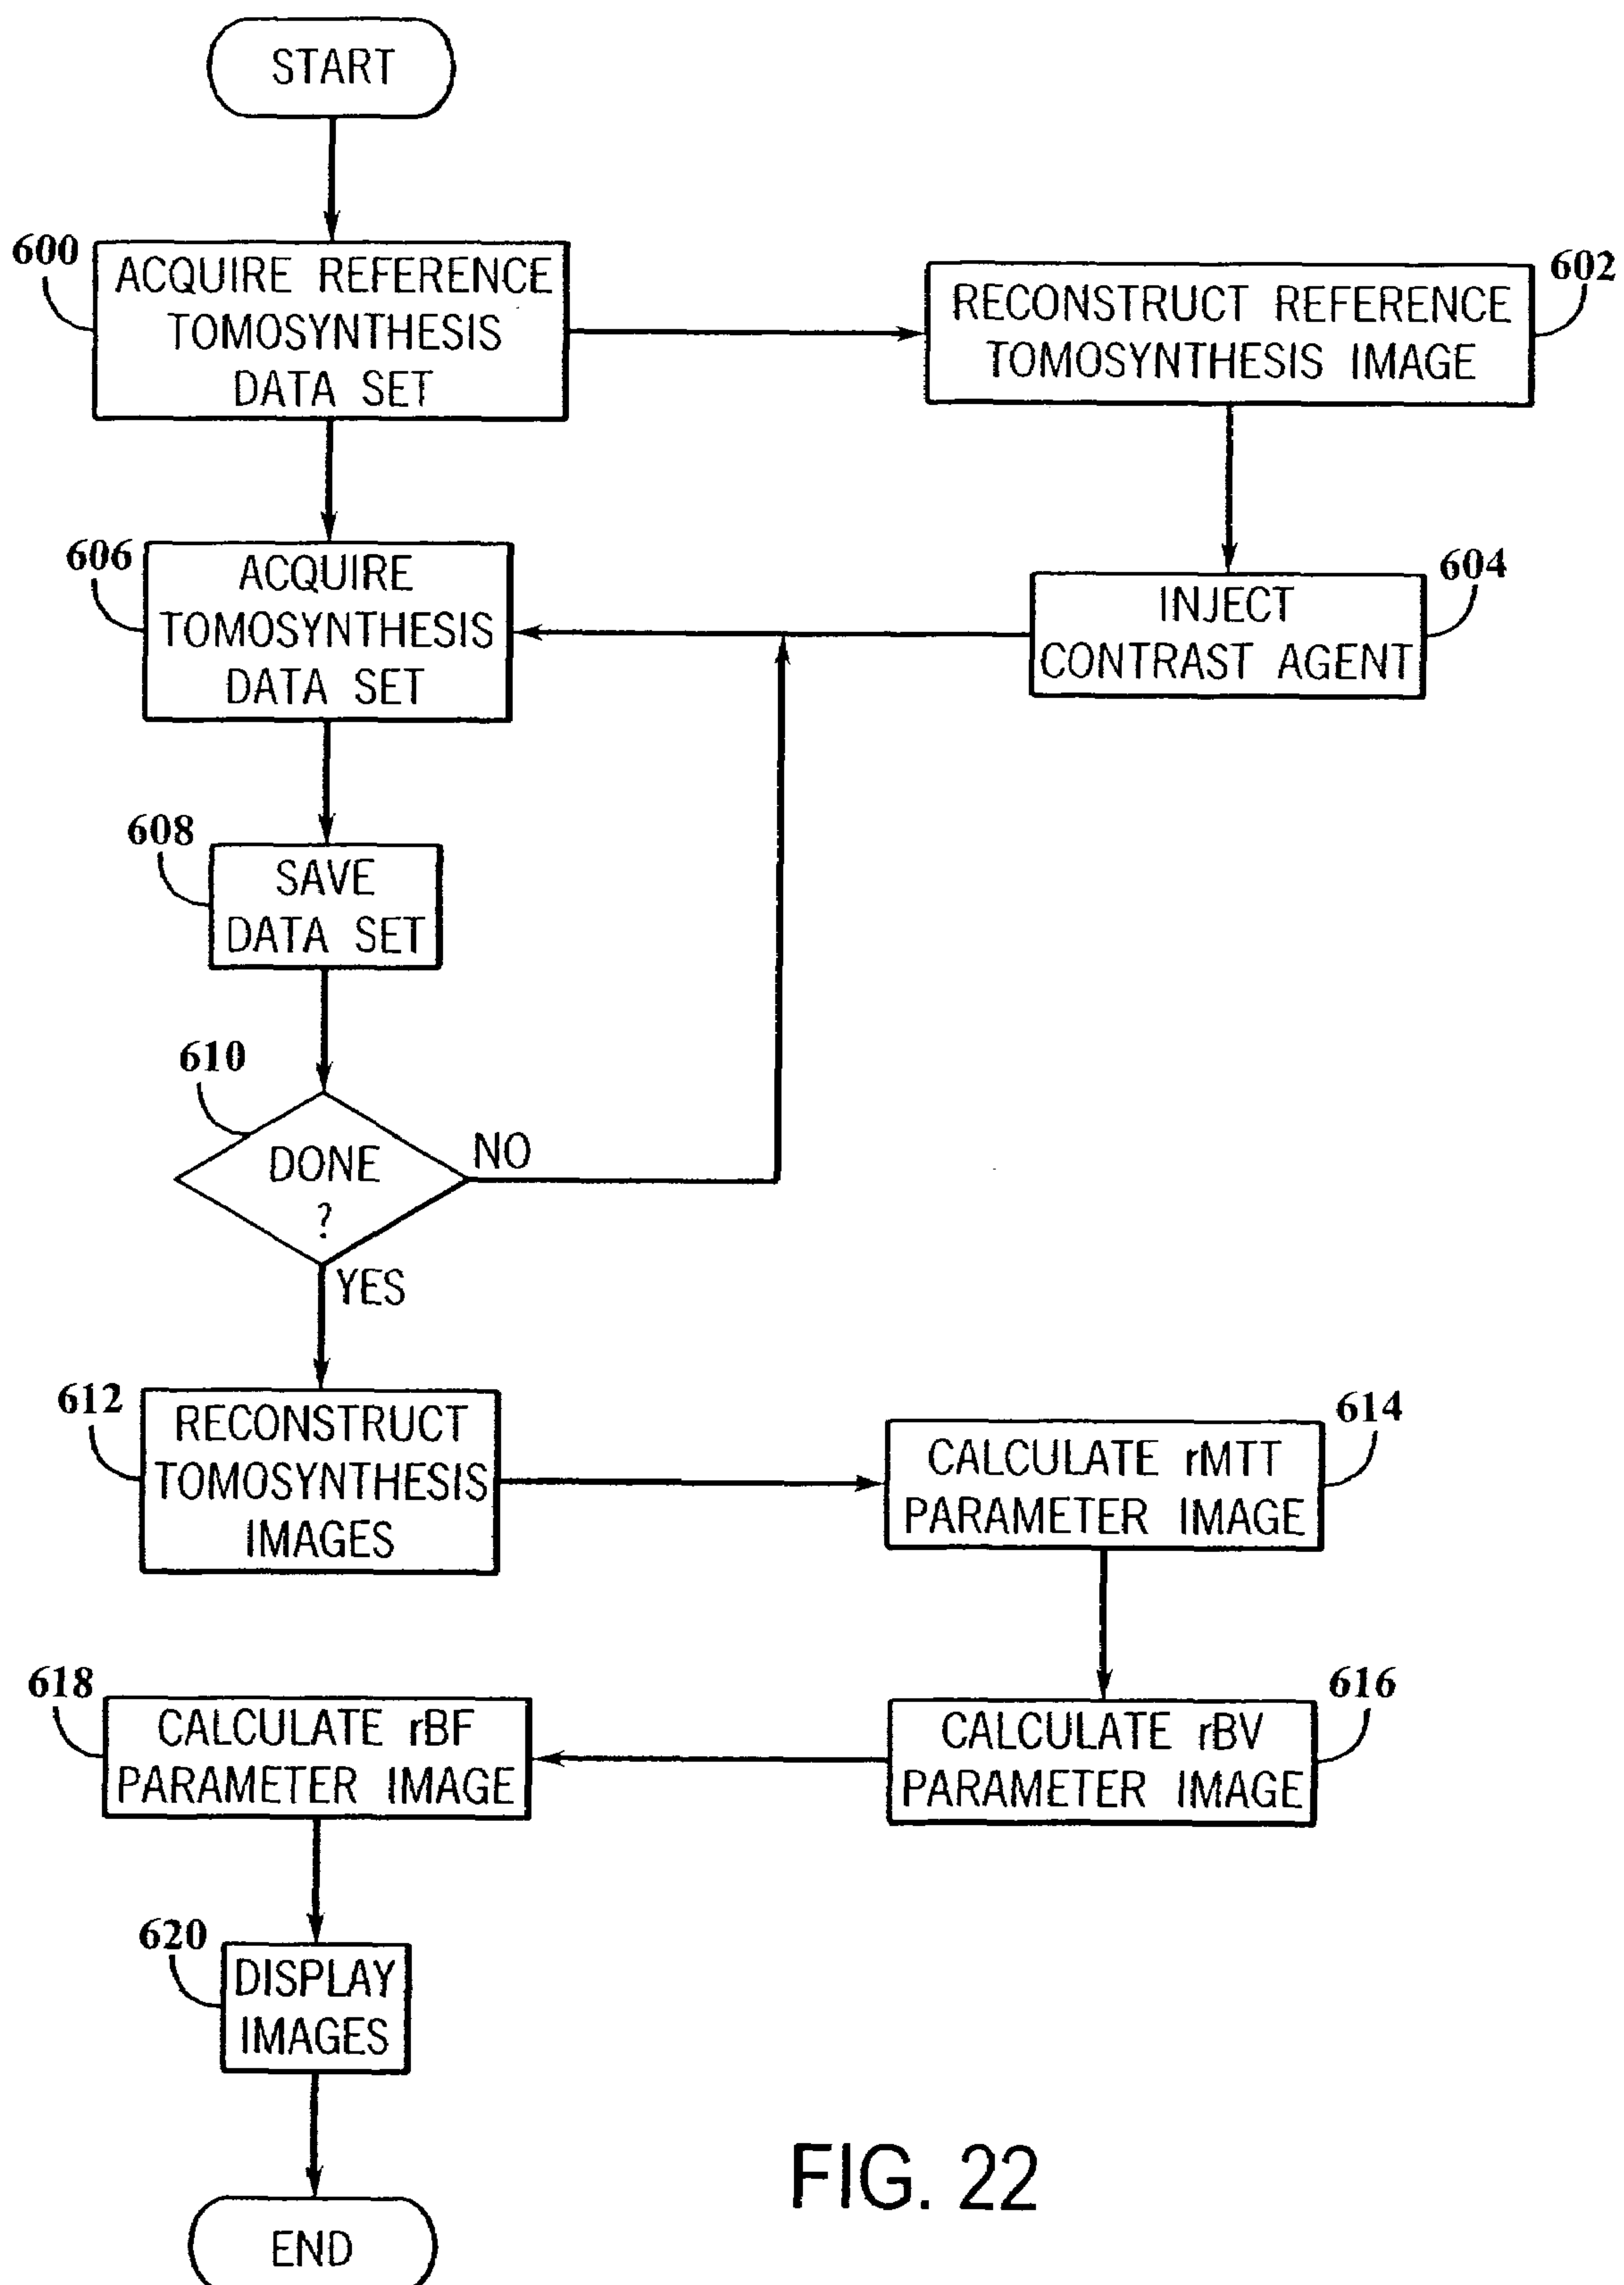 START
600
ACQUIRE REFERENCE
TOMOSYNTHESIS
DATA SET
602
RECONSTRUCT REFERENCE
TOMOSYNTHESIS IMAGE
604
INJECT
CONTRAST AGENT
606
ACQUIRE
TOMOSYNTHESIS
DATA SET
608
SAVE
DATA SET
610
DONE
?
NO
YES
612
RECONSTRUCT
TOMOSYNTHESIS
IMAGES
614
CALCULATE rMTT
PARAMETER IMAGE
616
CALCULATE rBV
PARAMETER IMAGE
618
CALCULATE rBF
PARAMETER IMAGE
620
DISPLAY
IMAGES
END
FIG. 22